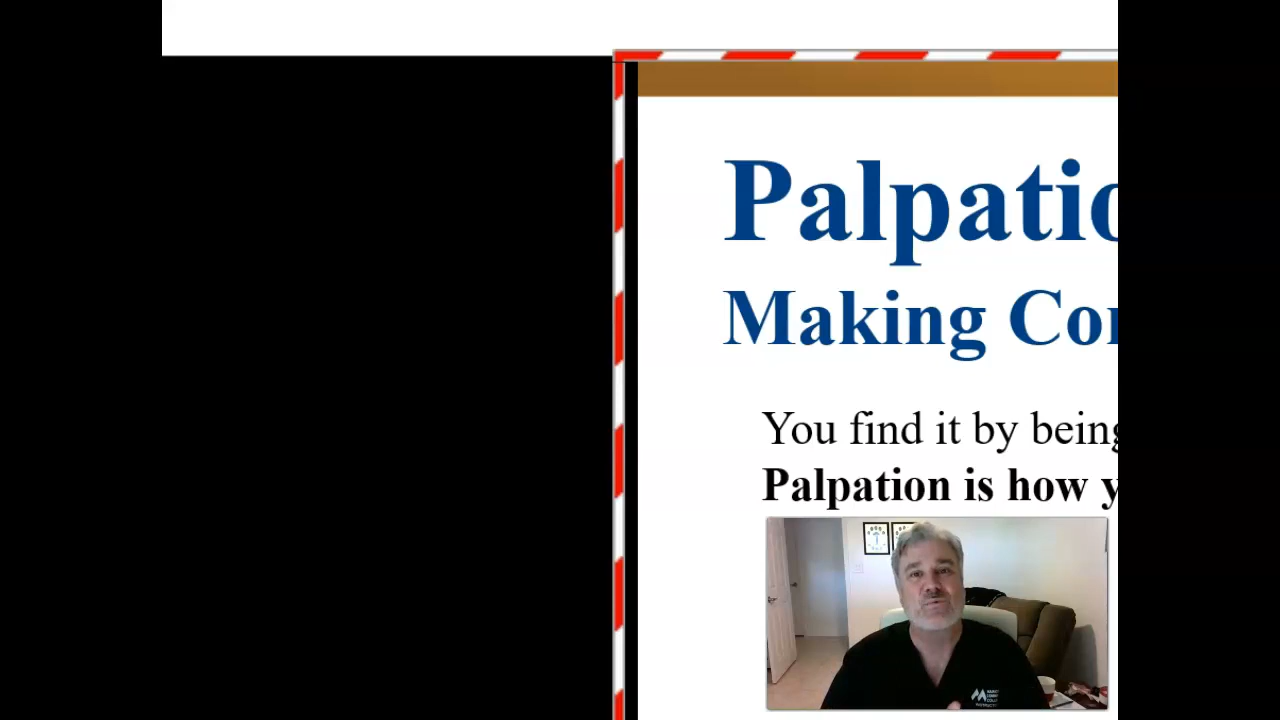 Palpatio
Making Co
You find it by being
Palpation is how y